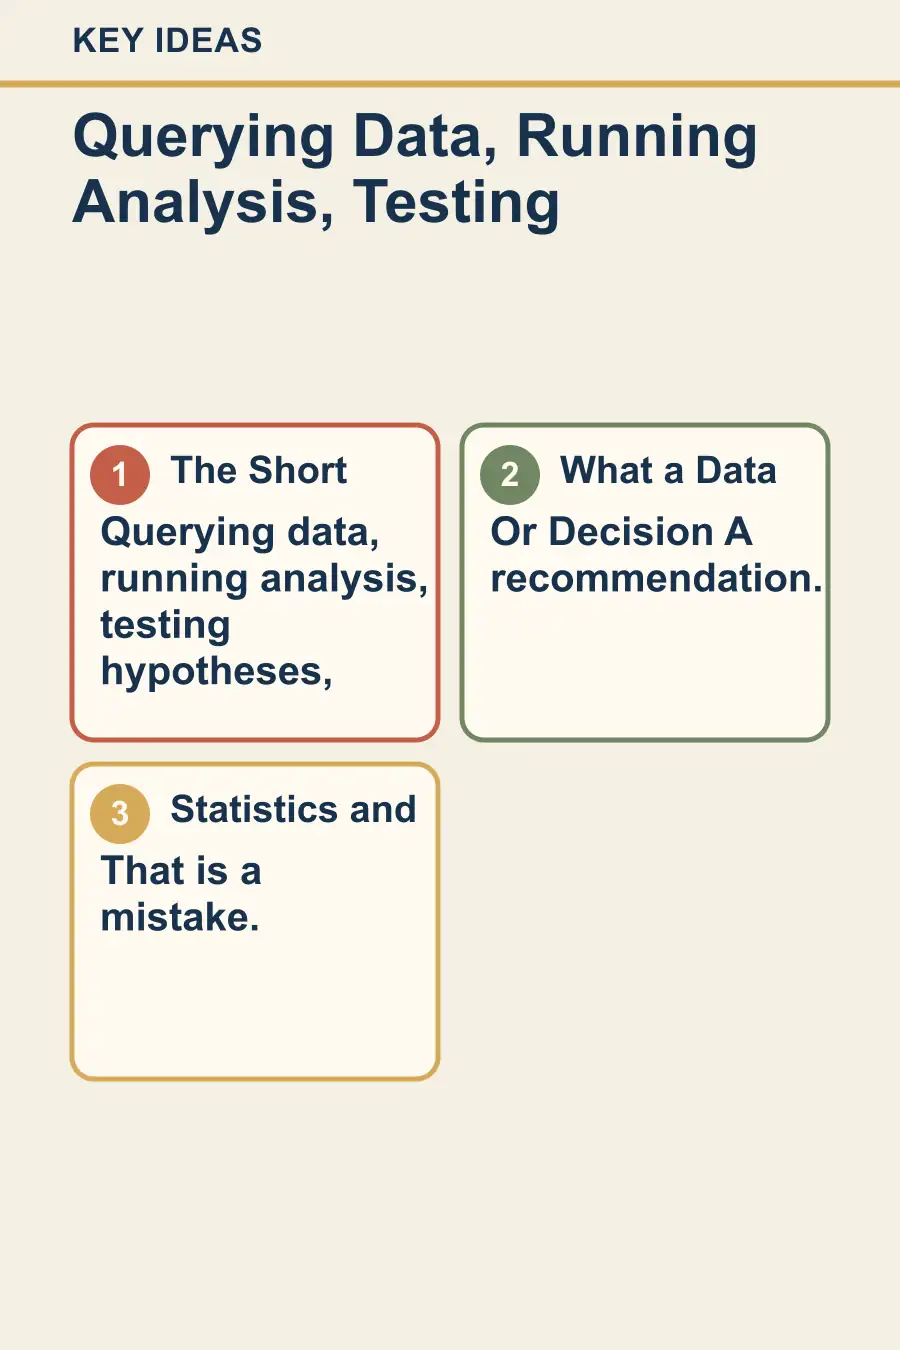 KEY IDEAS
Querying Data, Running
Analysis, Testing
1 The Short
Querying data,
running analysis,
testing
hypotheses,
2 What a Data
Or Decision A
recommendation.
3 Statistics and
That is a
mistake.